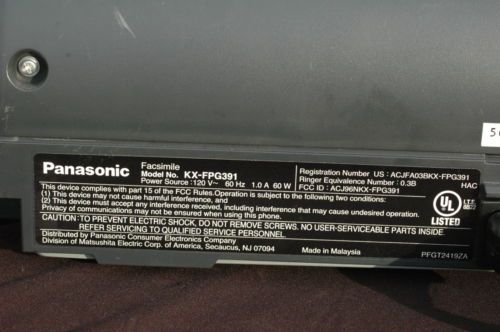 Panasonic
Facsimile
Model No. KX-FPG391
Power Source : 120 V~ 60 Hz 1.0 A 60 W
Registration Number US : ACJFA03BKX-FPG391
Ringer Equivalence Number : 0.3B HAC
FCC ID : ACJ96NKX-FPG391
This device complies with part 15 of the FCC Rules.Operation is subject to the following two conditions:
(1) This device may not cause harmful interference, and
(2) this device must accept any interference received, including interference that may cause undesired operation.
Privacy of communications may not be ensured when using this phone.
UL
LISTED
I.T.E.
CAUTION:TO PREVENT ELECTRIC SHOCK, DO NOT REMOVE SCREWS. NO USER-SERVICEABLE PARTS INSIDE.
REFER SERVICING TO QUALIFIED SERVICE PERSONNEL.
Distributed by Panasonic Consumer Electronics Company
Division of Matsushita Electric Corp. of America, Secaucus, NJ 07094
Made in Malaysia
PFGT2419ZA